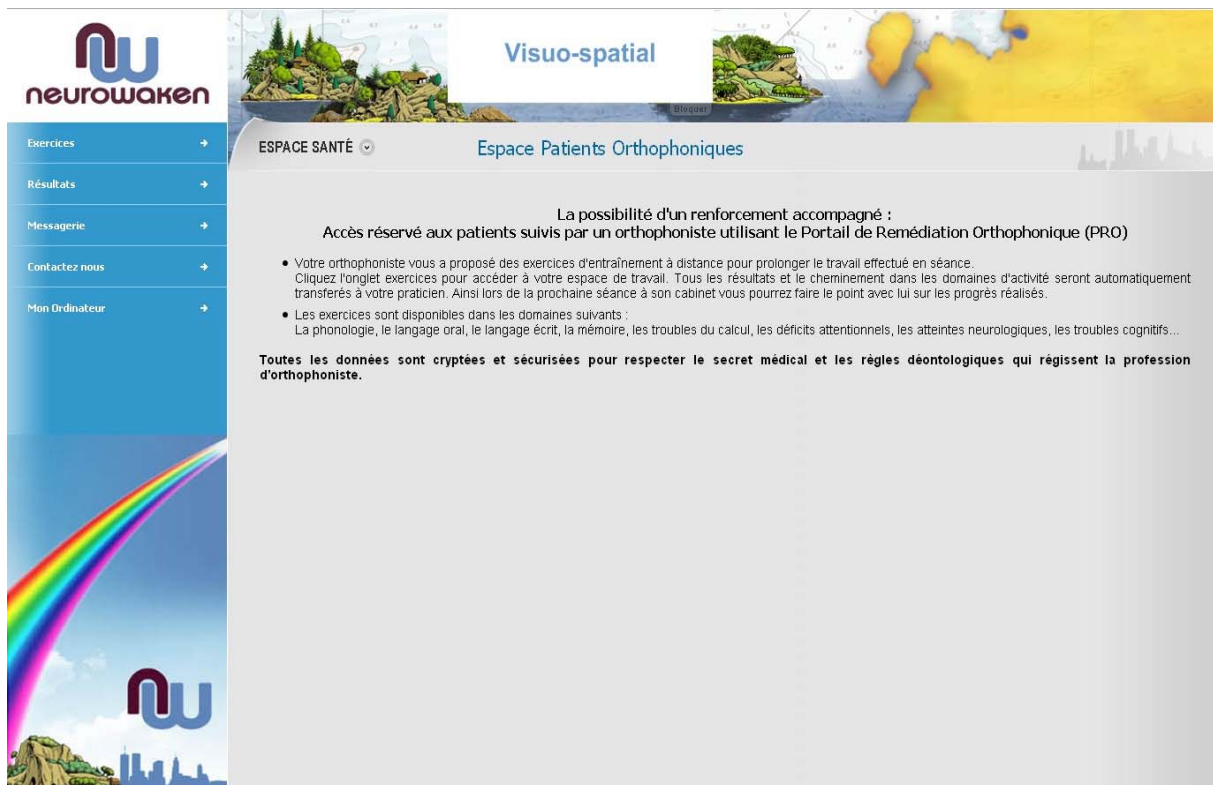 neurowaken
Visuo-spatial
Bloquer
Exercices
Résultats
Messagerie
Contactez nous
Mon Ordinateur
ESPACE SANTÉ
Espace Patients Orthophoniques
La possibilité d'un renforcement accompagné :
Accès réservé aux patients suivis par un orthophoniste utilisant le Portail de Remédiation Orthophonique (PRO)
• Votre orthophoniste vous a proposé des exercices d'entraînement à distance pour prolonger le travail effectué en séance.
Cliquez l'onglet exercices pour accéder à votre espace de travail. Tous les résultats et le cheminement dans les domaines d'activité seront automatiquement
transférés à votre praticien. Ainsi lors de la prochaine séance à son cabinet vous pourrez faire le point avec lui sur les progrès réalisés.
• Les exercices sont disponibles dans les domaines suivants :
La phonologie, le langage oral, le langage écrit, la mémoire, les troubles du calcul, les déficits attentionnels, les atteintes neurologiques, les troubles cognitifs...
Toutes les données sont cryptées et sécurisées pour respecter le secret médical et les règles déontologiques qui régissent la profession
d'orthophoniste.